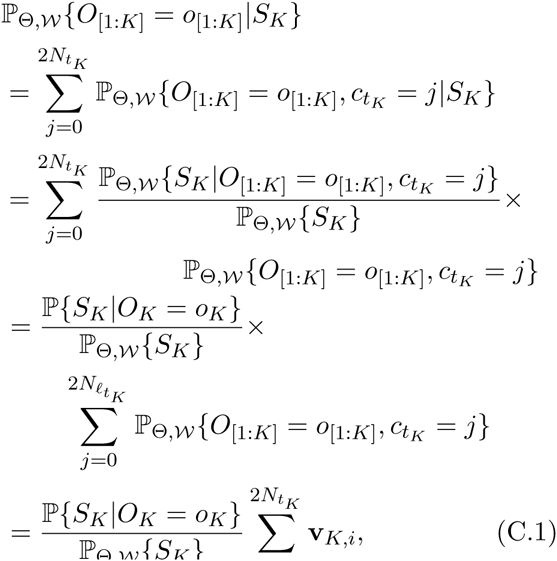 ℙ_{Θ,𝒲}{O_{[1:K]} = o_{[1:K]}|S_K}
= ∑_{j=0}^{2N_{t_K}} ℙ_{Θ,𝒲}{O_{[1:K]} = o_{[1:K]}, c_{t_K} = j|S_K}
= ∑_{j=0}^{2N_{t_K}} \frac{ℙ_{Θ,𝒲}{S_K|O_{[1:K]} = o_{[1:K]}, c_{t_K} = j}}{ℙ_{Θ,𝒲}{S_K}} ×
ℙ_{Θ,𝒲}{O_{[1:K]} = o_{[1:K]}, c_{t_K} = j}
= \frac{ℙ{S_K|O_K = o_K}}{ℙ_{Θ,𝒲}{S_K}} ×
∑_{j=0}^{2N_{ℓ_{t_K}}} ℙ_{Θ,𝒲}{O_{[1:K]} = o_{[1:K]}, c_{t_K} = j}
= \frac{ℙ{S_K|O_K = o_K}}{ℙ_{Θ,𝒲}{S_K}} ∑^{2N_{t_K}} 𝐯_{K,i}, (C.1)